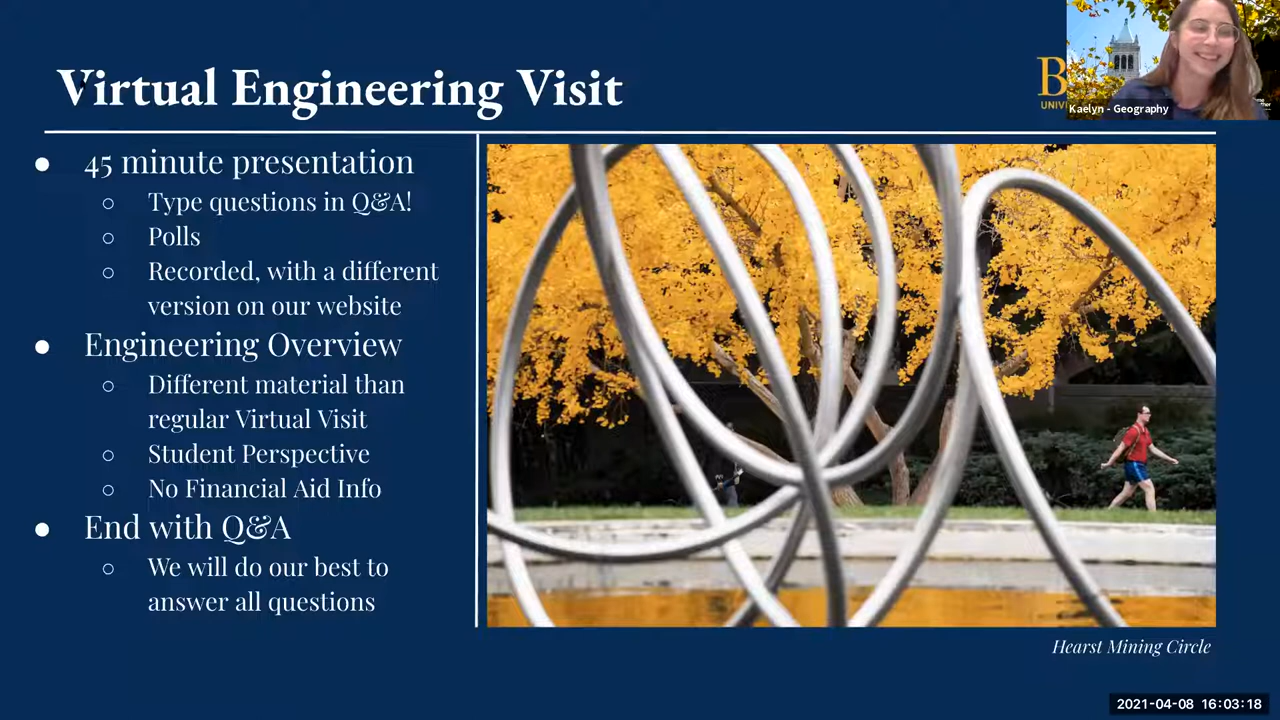 Virtual Engineering Visit
B
UNIV
Kaelyn - Geography
● 45 minute presentation
○ Type questions in Q&A!
○ Polls
○ Recorded, with a different
version on our website
● Engineering Overview
○ Different material than
regular Virtual Visit
○ Student Perspective
○ No Financial Aid Info
● End with Q&A
○ We will do our best to
answer all questions
Hearst Mining Circle
2021-04-08 16:03:18